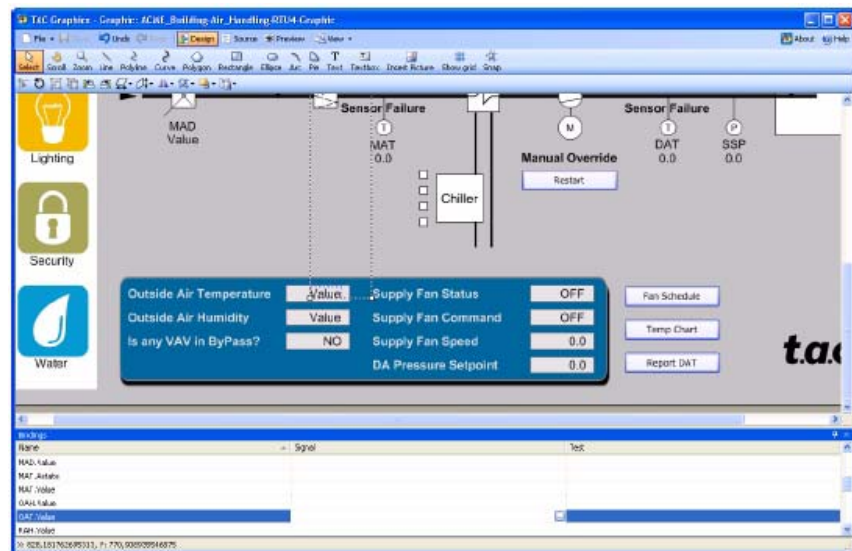 TAC Graphics - Graphic: ACME_Building-Air_Handling-RTU4-Graphic
File Undo Design Source Preview View About Help
Select Scroll Zoom Line Polyline Curve Polygon Rectangle Ellipse Arc Pie Text Textbox Insert Picture Show grid Snap
Sensor Failure Sensor Failure
MAD
Value
T
MAT
0.0
M
T
DAT
0.0
P
SSP
0.0
Lighting
Manual Override
Restart
Chiller
Security
Outside Air Temperature Value Supply Fan Status OFF Fan Schedule
Outside Air Humidity Value Supply Fan Command OFF Temp Chart
Is any VAV in ByPass? NO Supply Fan Speed 0.0
DA Pressure Setpoint 0.0 Report DAT
Water
t.a.c
Bindings
Name Signal Test
MAD.Value
MAT.Value
OAH.Value
OAT.Value
RAH.Value